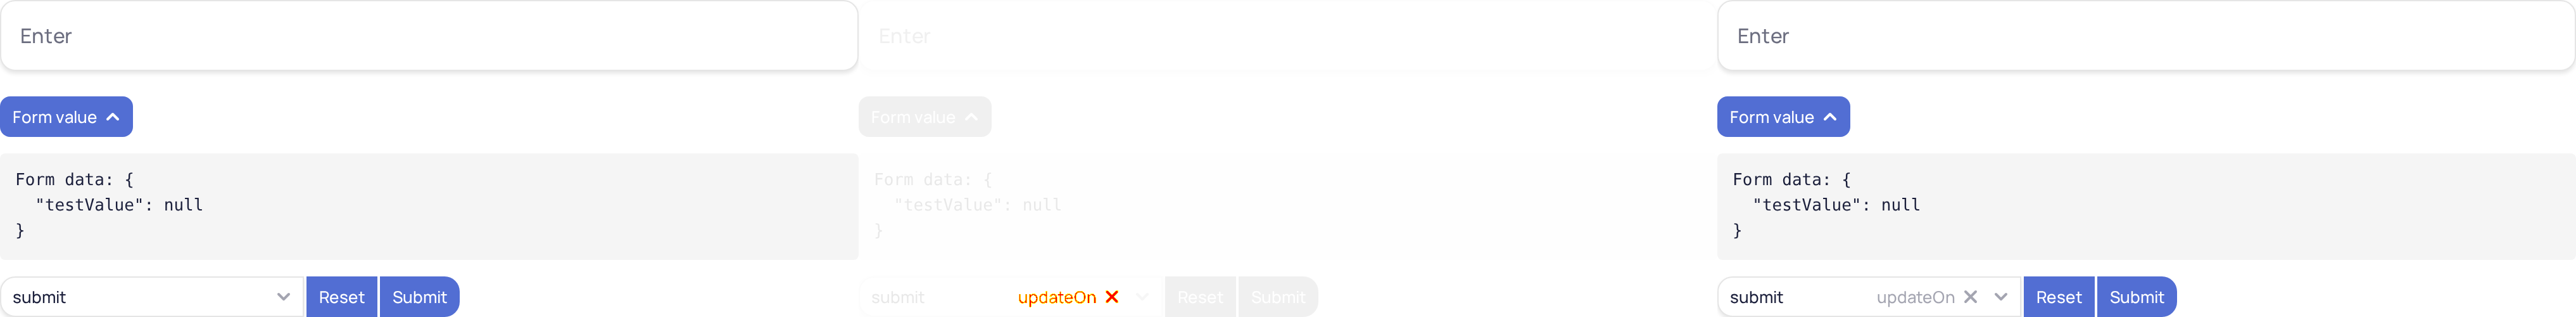 Enter
Form value
Form data: {
  "testValue": null
}
submit Reset Submit
Enter
Form value
Form data: {
  "testValue": null
}
submit updateOn Reset Submit
Enter
Form value
Form data: {
  "testValue": null
}
submit updateOn Reset Submit